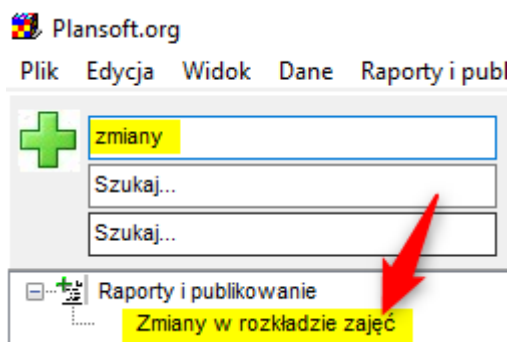 Plansoft.org
Plik Edycja Widok Dane Raporty i publ
zmiany
Szukaj...
Szukaj...
Raporty i publikowanie
Zmiany w rozkładzie zajęć